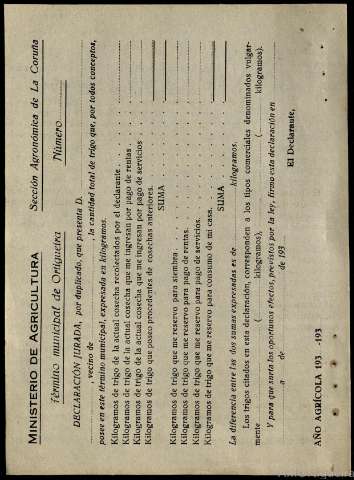 MINISTERIO DE AGRICULTURA Sección Agronómica de La Coruña
Término municipal de Ortigueira Número
DECLARACIÓN JURADA, por duplicado, que presenta D.
, vecino de , la cantidad total de trigo que, por todos conceptos,
posee en este término municipal, expresada en kilogramos.
Kilogramos de trigo de la actual cosecha recolectados por el declarante
Kilogramos de trigo de la actual cosecha que me ingresan por pago de rentas
Kilogramos de trigo de la actual cosecha que me ingresan por pago de servicios
Kilogramos de trigo que poseo procedentes de cosechas anteriores.
SUMA
Kilogramos de trigo que me reservo para siembra
Kilogramos de trigo que me reservo para pago de rentas.
Kilogramos de trigo que me reservo para pago de servicios.
Kilogramos de trigo que me reservo para consumo de mi casa.
SUMA
La diferencia entre las dos sumas expresadas es de kilogramos.
Los trigos citados en esta declaración, corresponden a los tipos comerciales denominados vulgar-
mente ( kilogramos), ( kilogramos).
Y para que surta los oportunos efectos, previstos por la ley, firmo esta declaración en
a de de 193
El Declarante,
AÑO AGRÍCOLA 193 -193